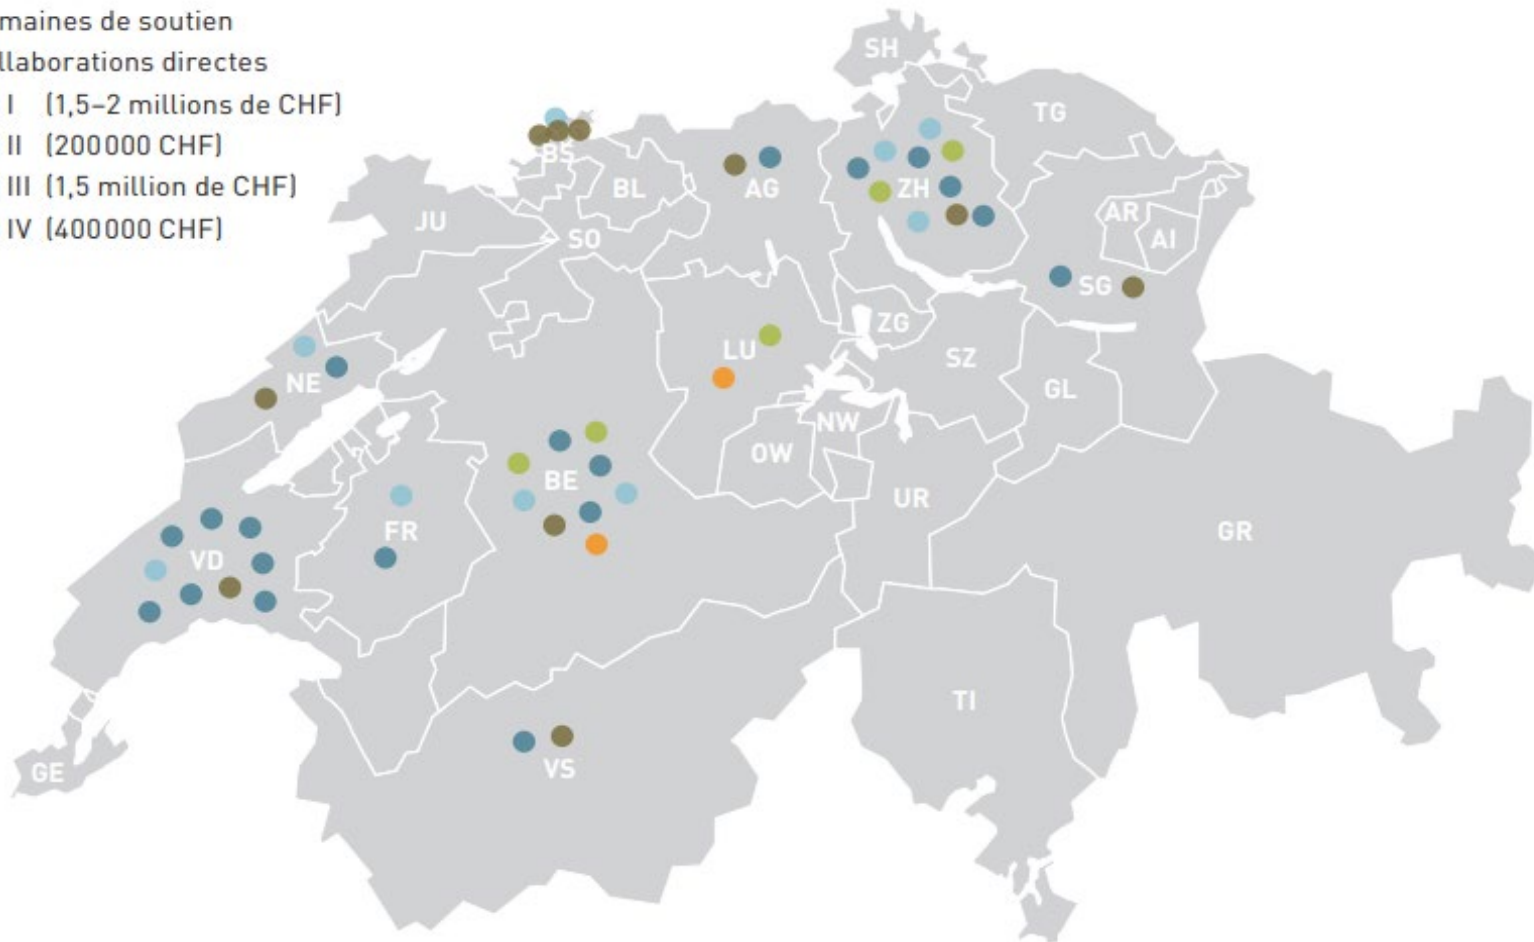 maines de soutien
llaborations directes
I (1,5–2 millions de CHF)
II (200000 CHF)
III (1,5 million de CHF)
IV (400000 CHF)
SH
TG
BS
BL
AG
ZH
JU
SO
AR
AI
SG
ZG
LU
SZ
NE
GL
NW
OW
BE
UR
FR
GR
VD
TI
VS
GE